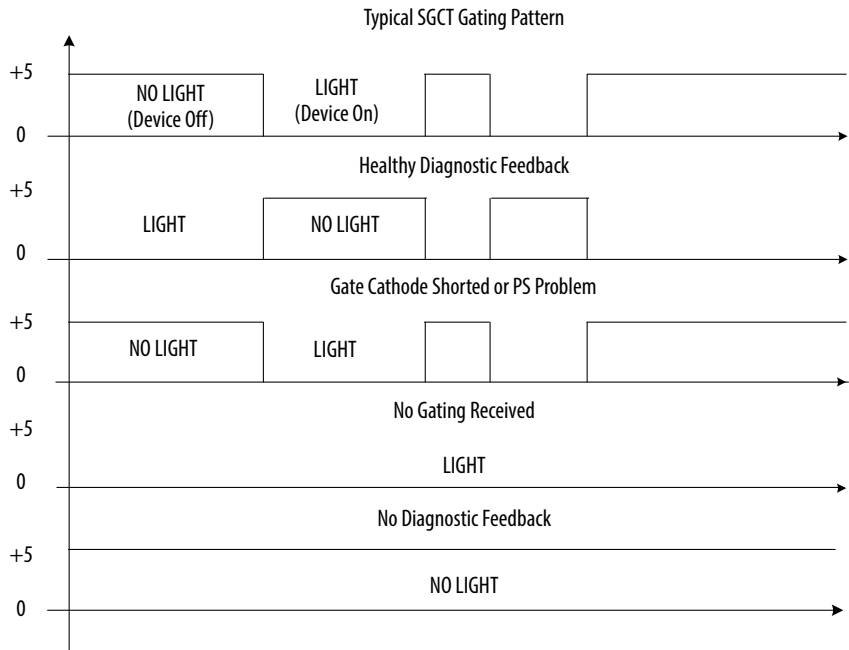 Typical SGCT Gating Pattern
+5
NO LIGHT
(Device Off)
LIGHT
(Device On)
0
Healthy Diagnostic Feedback
+5
LIGHT
NO LIGHT
0
Gate Cathode Shorted or PS Problem
+5
NO LIGHT
LIGHT
0
No Gating Received
+5
LIGHT
0
No Diagnostic Feedback
+5
NO LIGHT
0